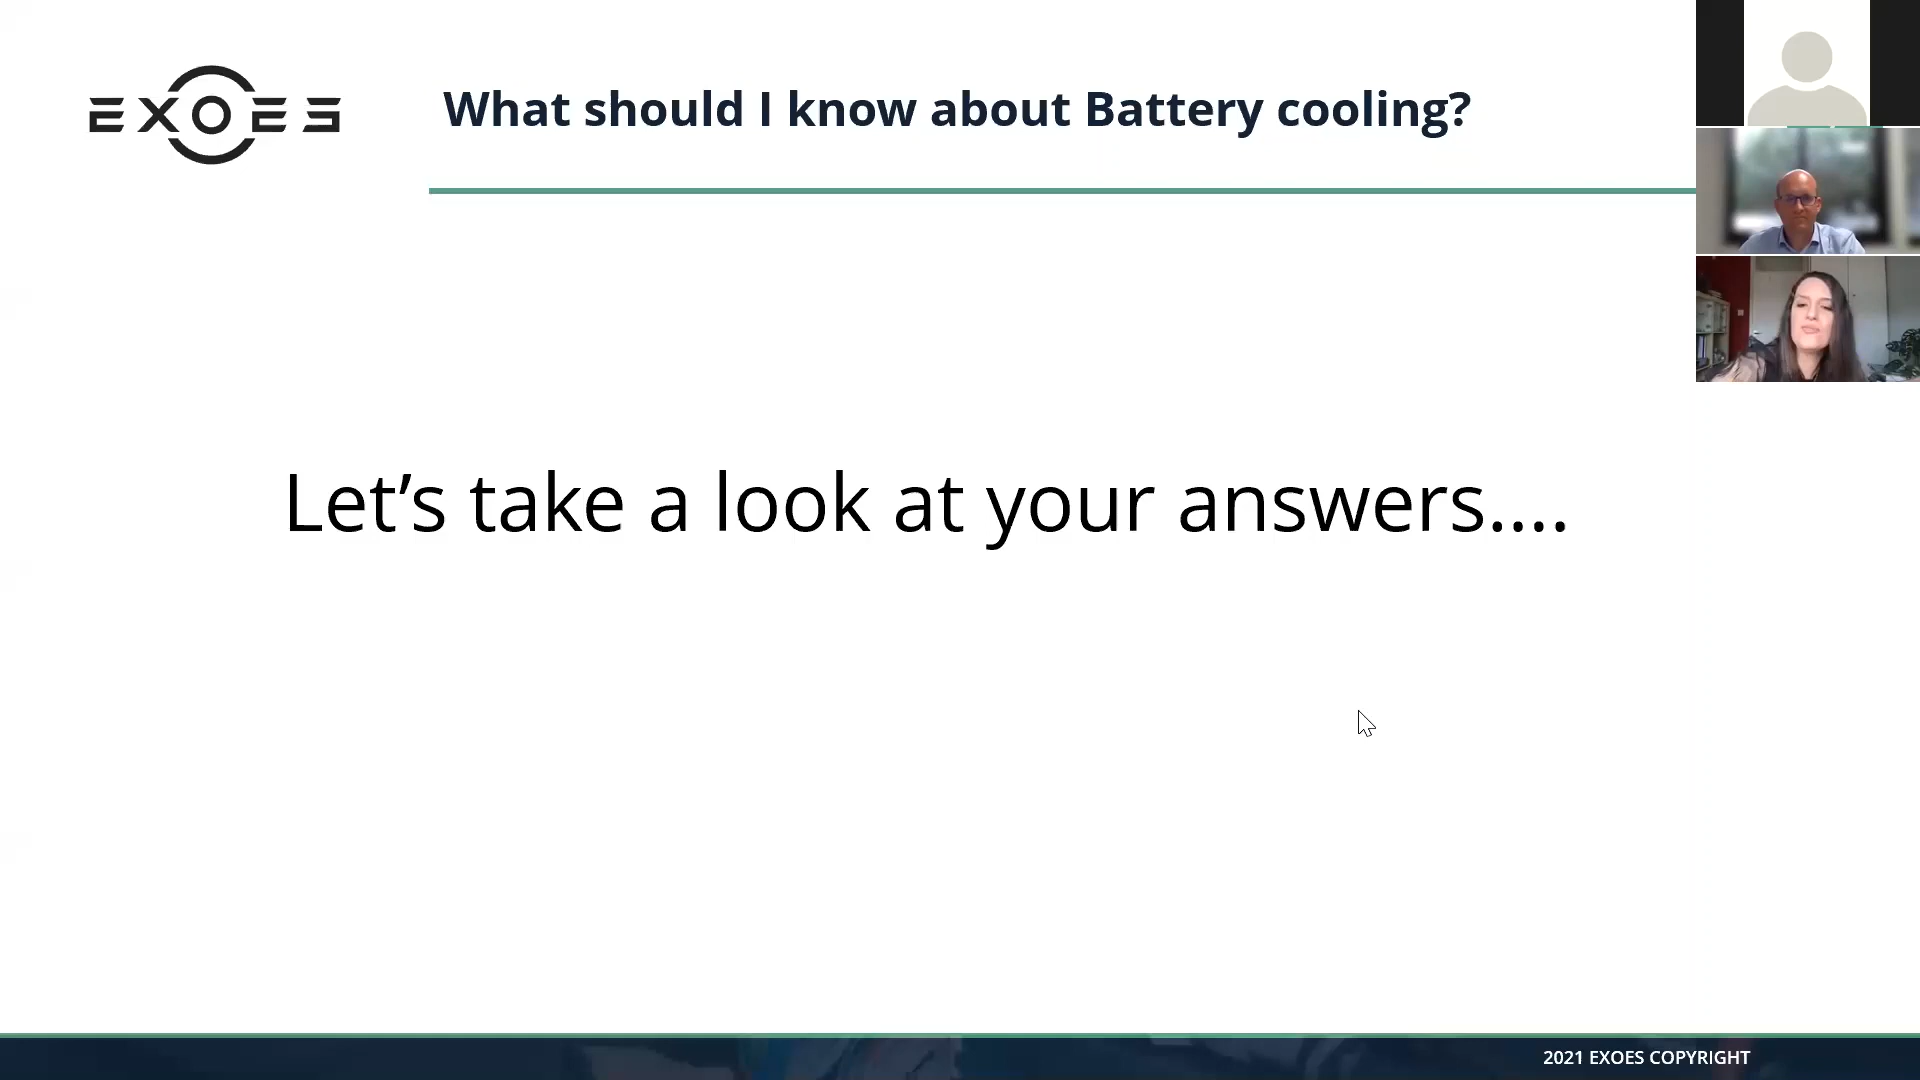 EXOES
What should I know about Battery cooling?
Let’s take a look at your answers....
2021 EXOES COPYRIGHT